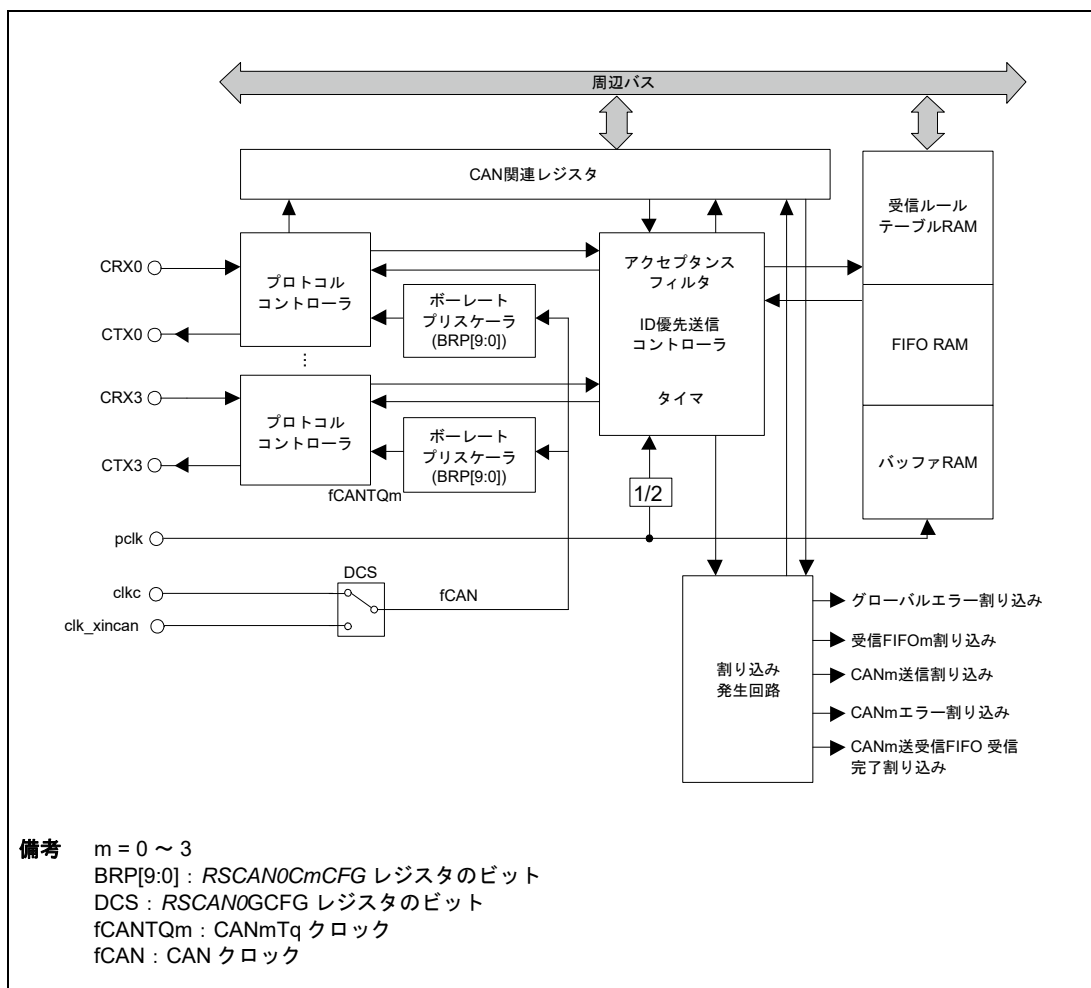 周辺バス
CAN関連レジスタ
受信ルール
テーブルRAM
FIFO RAM
バッファRAM
CRX0
CTX0
プロトコル
コントローラ
ボーレート
プリスケーラ
(BRP[9:0])
アクセプタンス
フィルタ
ID優先送信
コントローラ
タイマ
⋮
CRX3
CTX3
プロトコル
コントローラ
ボーレート
プリスケーラ
(BRP[9:0])
fCANTQm
1/2
pclk
clkc
clk_xincan
DCS
fCAN
割り込み
発生回路
グローバルエラー割り込み
受信FIFOm割り込み
CANm送信割り込み
CANmエラー割り込み
CANm送受信FIFO 受信
完了割り込み
備考 m = 0 ～ 3
BRP[9:0] : RSCAN0CmCFG レジスタのビット
DCS : RSCAN0GCFG レジスタのビット
fCANTQm : CANmTq クロック
fCAN : CAN クロック